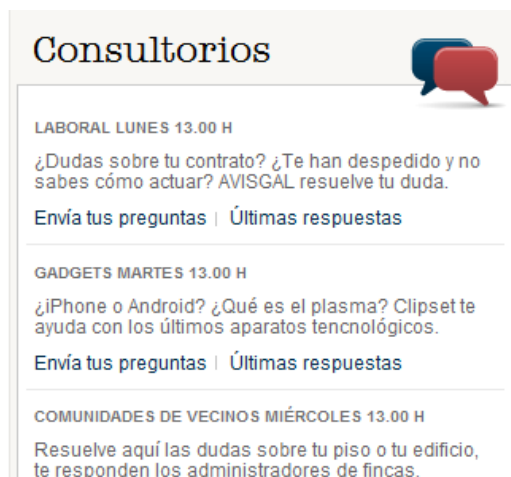 Consultorios
LABORAL LUNES 13.00 H
¿Dudas sobre tu contrato? ¿Te han despedido y no
sabes cómo actuar? AVISGAL resuelve tu duda.
Envía tus preguntas | Últimas respuestas
GADGETS MARTES 13.00 H
¿iPhone o Android? ¿Qué es el plasma? Clipset te
ayuda con los últimos aparatos tencnológicos.
Envía tus preguntas | Últimas respuestas
COMUNIDADES DE VECINOS MIÉRCOLES 13.00 H
Resuelve aquí las dudas sobre tu piso o tu edificio,
te responden los administradores de fincas.